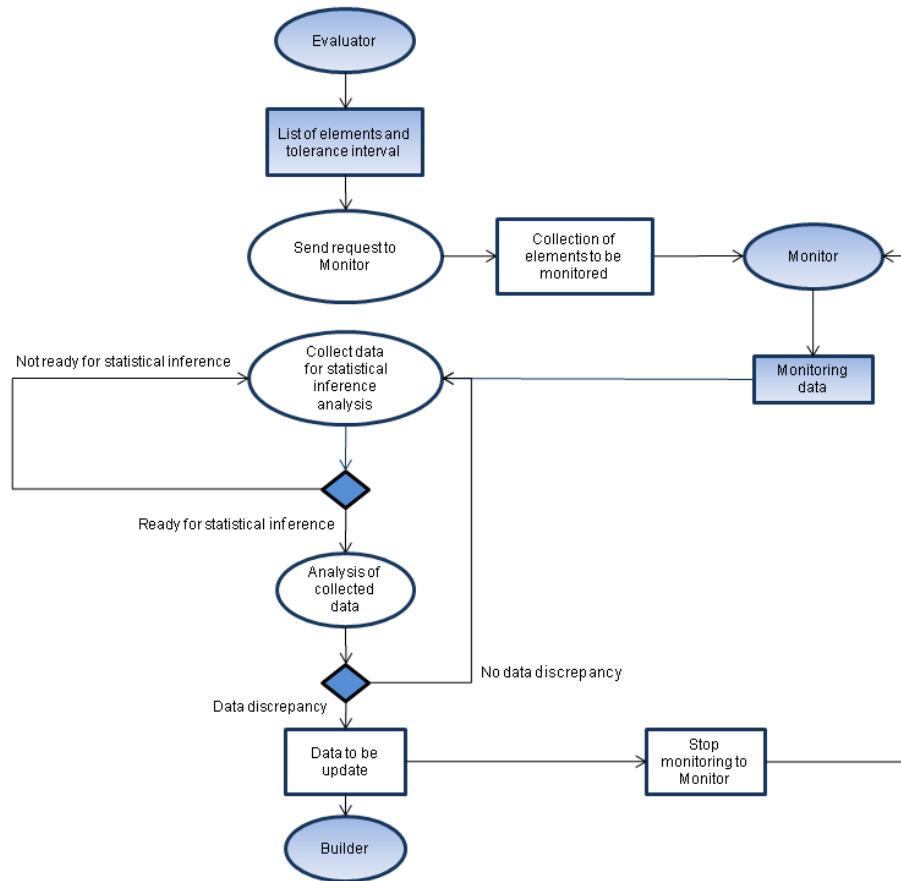 Evaluator
List of elements and
tolerance interval
Send request to
Monitor
Collection of
elements to be
monitored
Monitor
Not ready for statistical inference
Collect data
for statistical
inference
analysis
Monitoring
data
Ready for statistical inference
Analysis of
collected
data
No data discrepancy
Data discrepancy
Data to be
update
Stop
monitoring to
Monitor
Builder